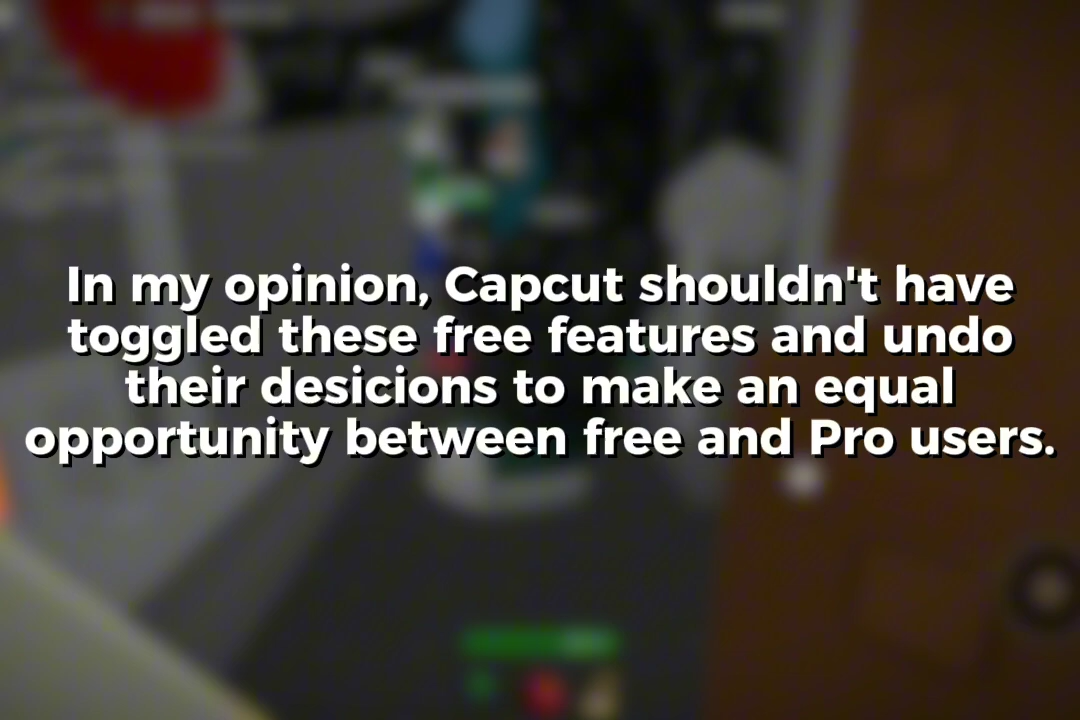 In my opinion, Capcut shouldn't have
toggled these free features and undo
their desicions to make an equal
opportunity between free and Pro users.